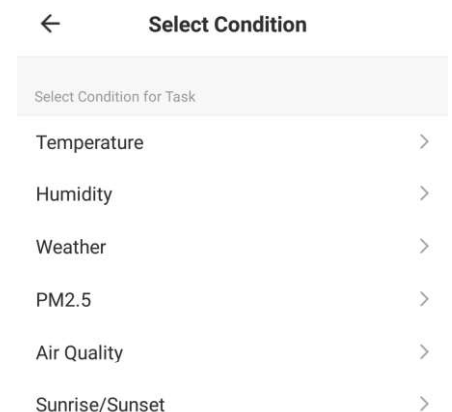 Select Condition
Select Condition for Task
Temperature
Humidity
Weather
PM2.5
Air Quality
Sunrise/Sunset